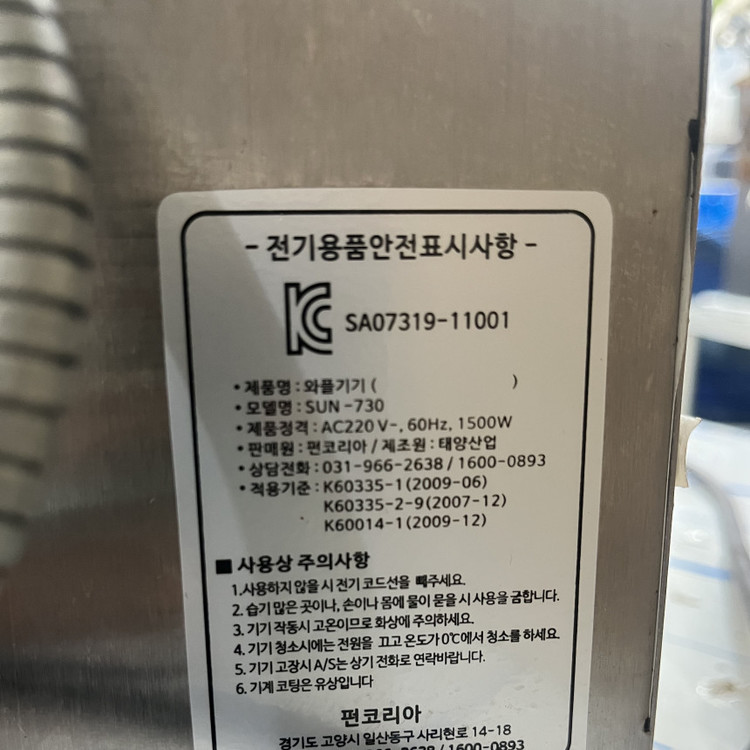 - 전기용품안전표시사항 -
KC SA07319-11001
• 제품명 : 와플기기 ( )
• 모델명 : SUN -730
• 제품정격 : AC220 V~, 60Hz, 1500W
• 판매원 : 펀코리아 / 제조원 : 태양산업
• 상담전화 : 031-966-2638 / 1600-0893
• 적용기준 : K60335-1(2009-06)
K60335-2-9(2007-12)
K60014-1(2009-12)
■ 사용상 주의사항
1.사용하지 않을 시 전기 코드선을 빼주세요.
2. 습기 많은 곳이나, 손이나 몸에 물이 묻을 시 사용을 금합니다.
3. 기기 작동시 고온이므로 화상에 주의하세요.
4. 기기 청소시에는 전원을 끄고 온도가 0℃에서 청소를 하세요.
5. 기기 고장시 A/S는 상기 전화로 연락바랍니다.
6. 기계 코팅은 유상입니다
펀코리아
경기도 고양시 일산동구 사리현로 14-18
2638 / 1600-0893